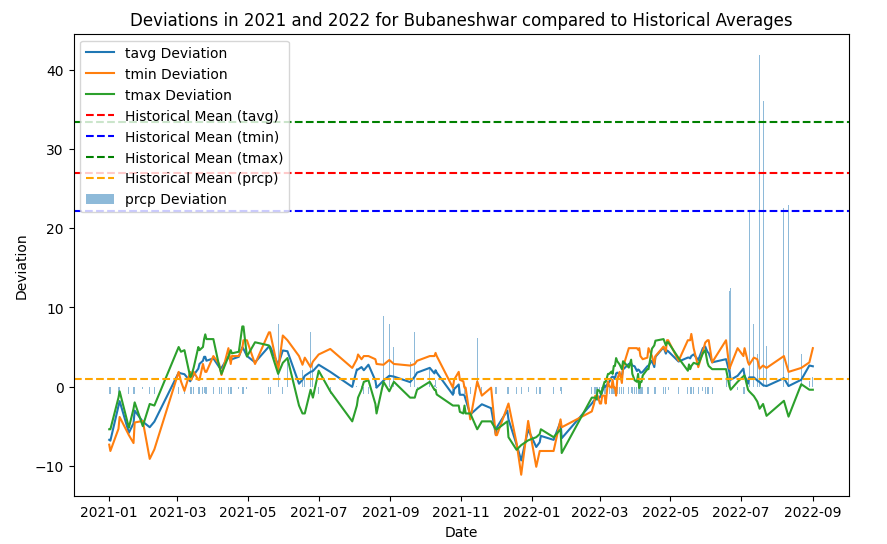 Deviations in 2021 and 2022 for Bubaneshwar compared to Historical Averages
tavg Deviation
tmin Deviation
tmax Deviation
Historical Mean (tavg)
Historical Mean (tmin)
Historical Mean (tmax)
Historical Mean (prcp)
prcp Deviation
Deviation
40
30
20
10
0
−10
2021-01 2021-03 2021-05 2021-07 2021-09 2021-11 2022-01 2022-03 2022-05 2022-07 2022-09
Date